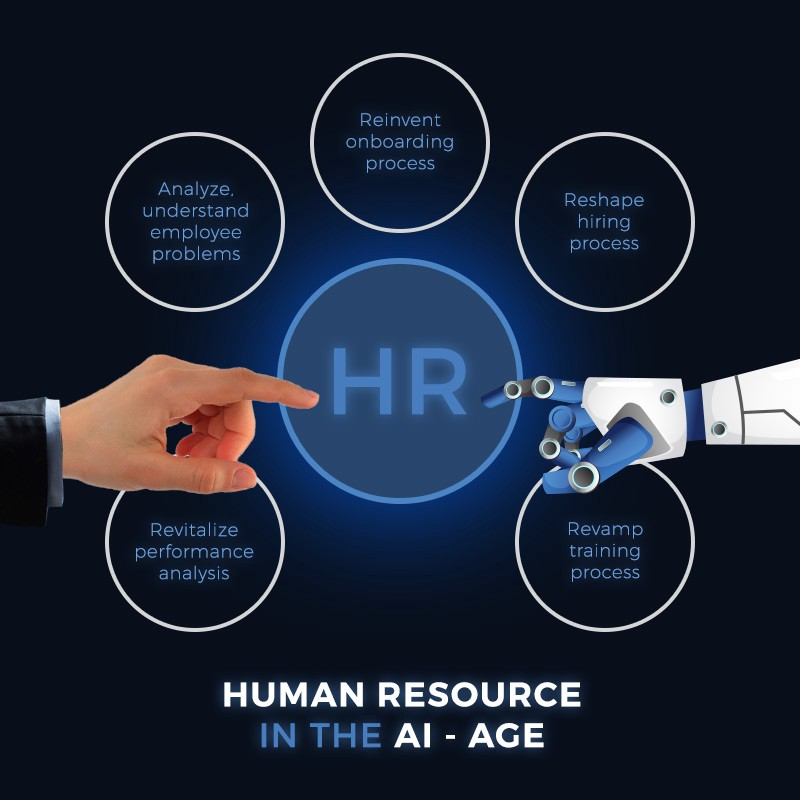 Reinvent
onboarding
process
Analyze,
understand
employee
problems
Reshape
hiring
process
HR
Revitalize
performance
analysis
Revamp
training
process
HUMAN RESOURCE
IN THE AI - AGE